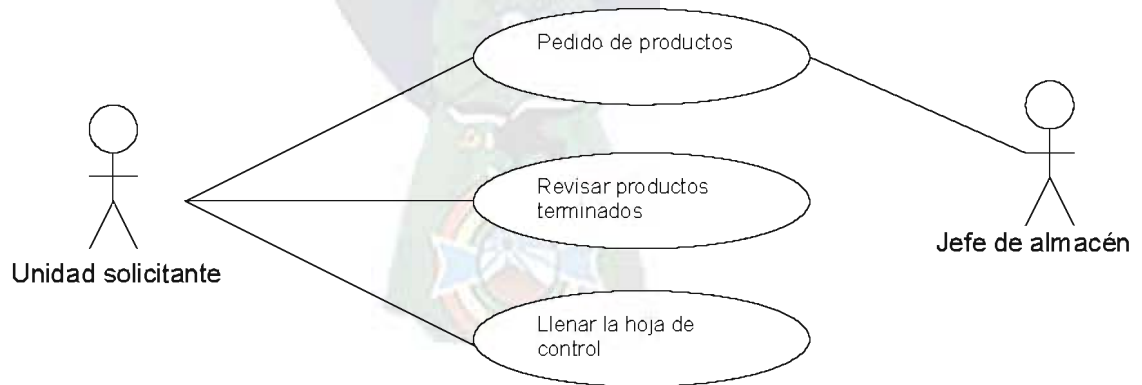 Pedido de productos
Revisar productos
terminados
Jefe de almacén
Unidad solicitante
Llenar la hoja de
control